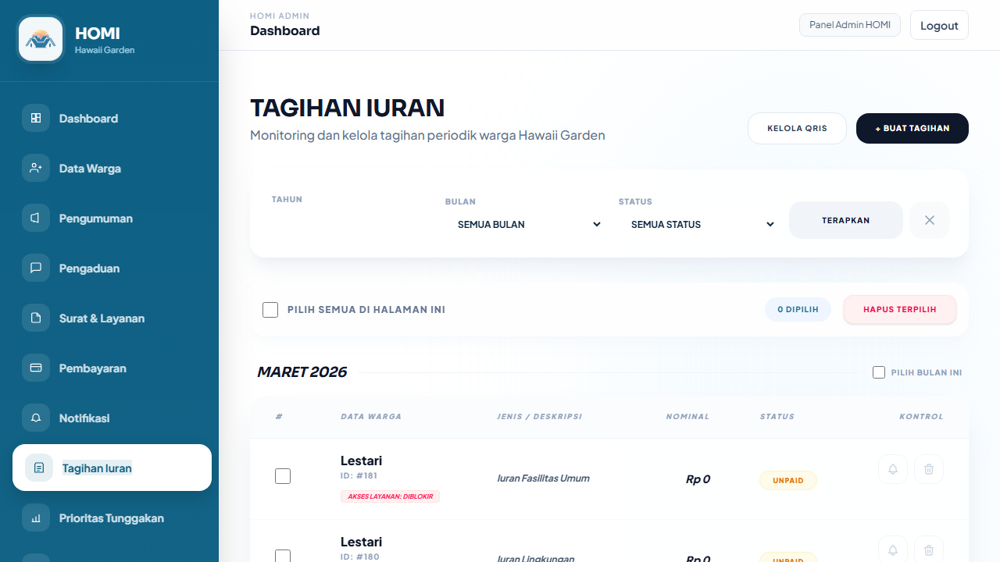 HOMI
Hawaii Garden
Dashboard
Data Warga
Pengumuman
Pengaduan
Surat & Layanan
Pembayaran
Notifikasi
Tagihan Iuran
Prioritas Tunggakan
HOMI ADMIN
Dashboard
Panel Admin HOMI
Logout
TAGIHAN IURAN
Monitoring dan kelola tagihan periodik warga Hawaii Garden
KELOLA QRIS
+ BUAT TAGIHAN
TAHUN
BULAN
SEMUA BULAN
STATUS
SEMUA STATUS
TERAPKAN
PILIH SEMUA DI HALAMAN INI
0 DIPILIH
HAPUS TERPILIH
MARET 2026
PILIH BULAN INI
# DATA WARGA JENIS / DESKRIPSI NOMINAL STATUS KONTROL
Lestari
ID: #181
AKSES LAYANAN: DIBLOKIR
Iuran Fasilitas Umum
Rp 0
UNPAID
Lestari
ID: #180
Iuran Lingkungan
Rp 0
UNPAID